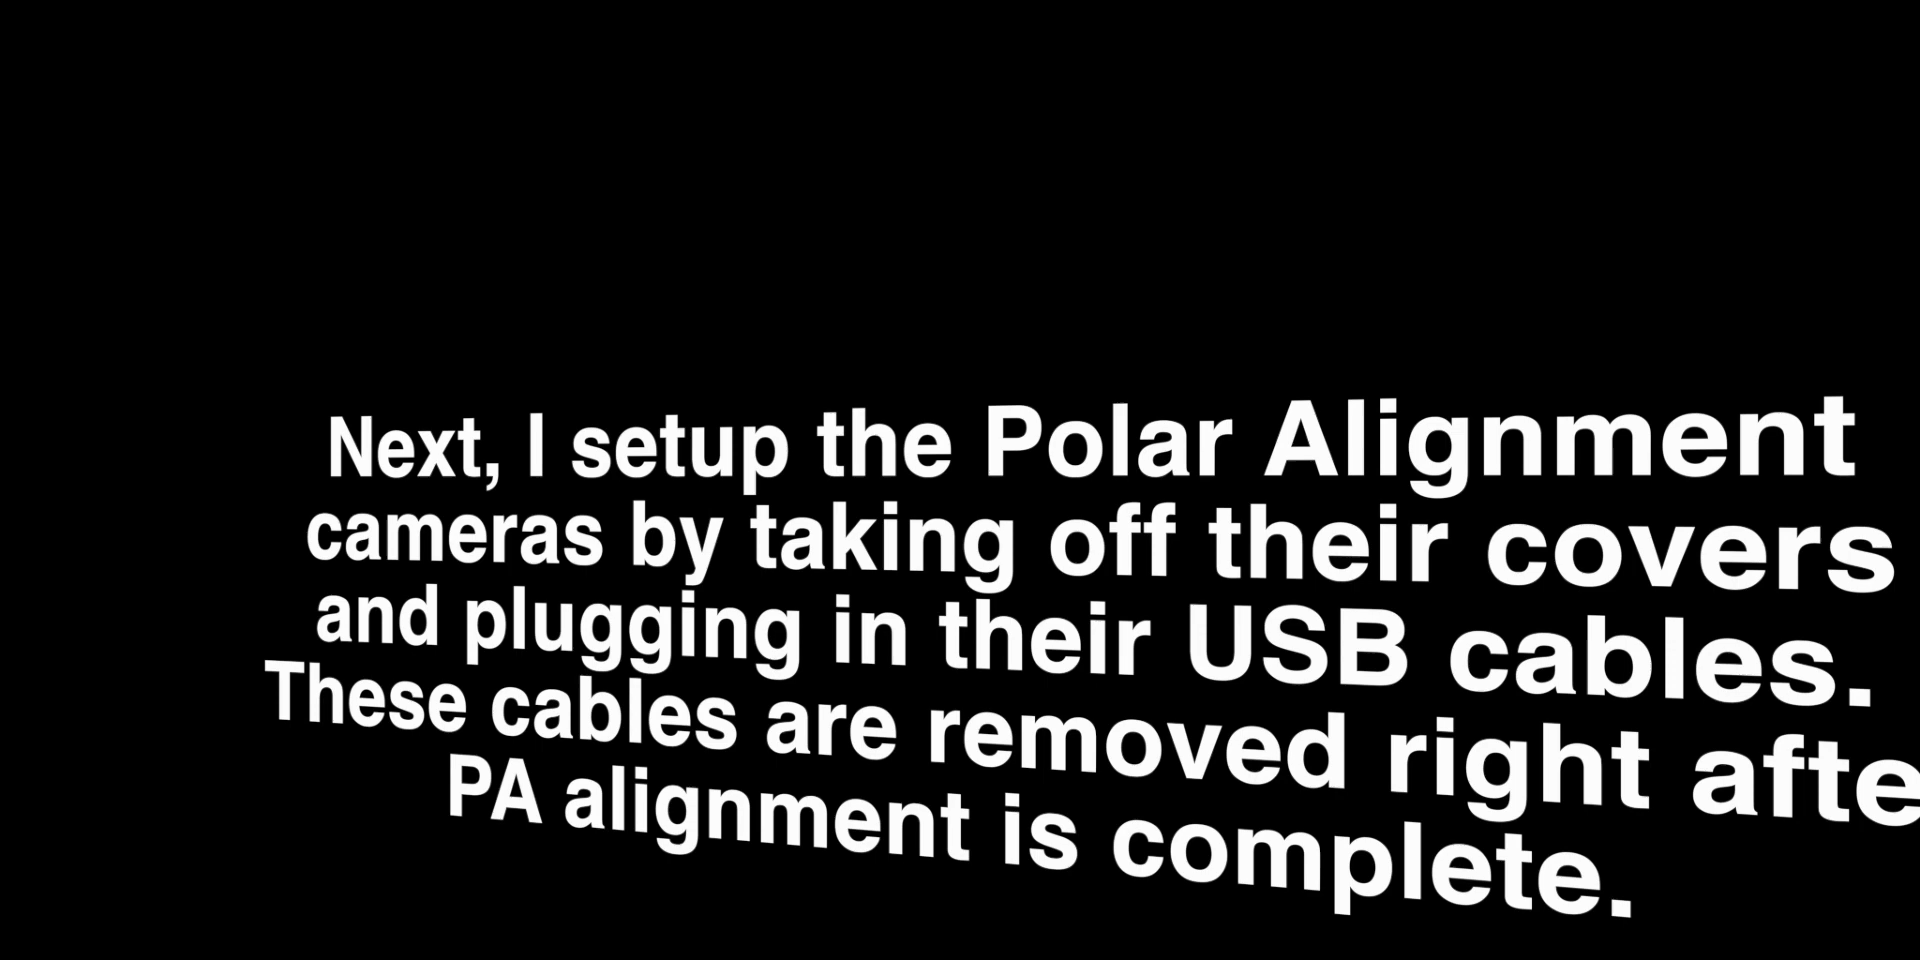 Next, I setup the Polar Alignment
cameras by taking off their covers
and plugging in their USB cables.
These cables are removed right afte
PA alignment is complete.